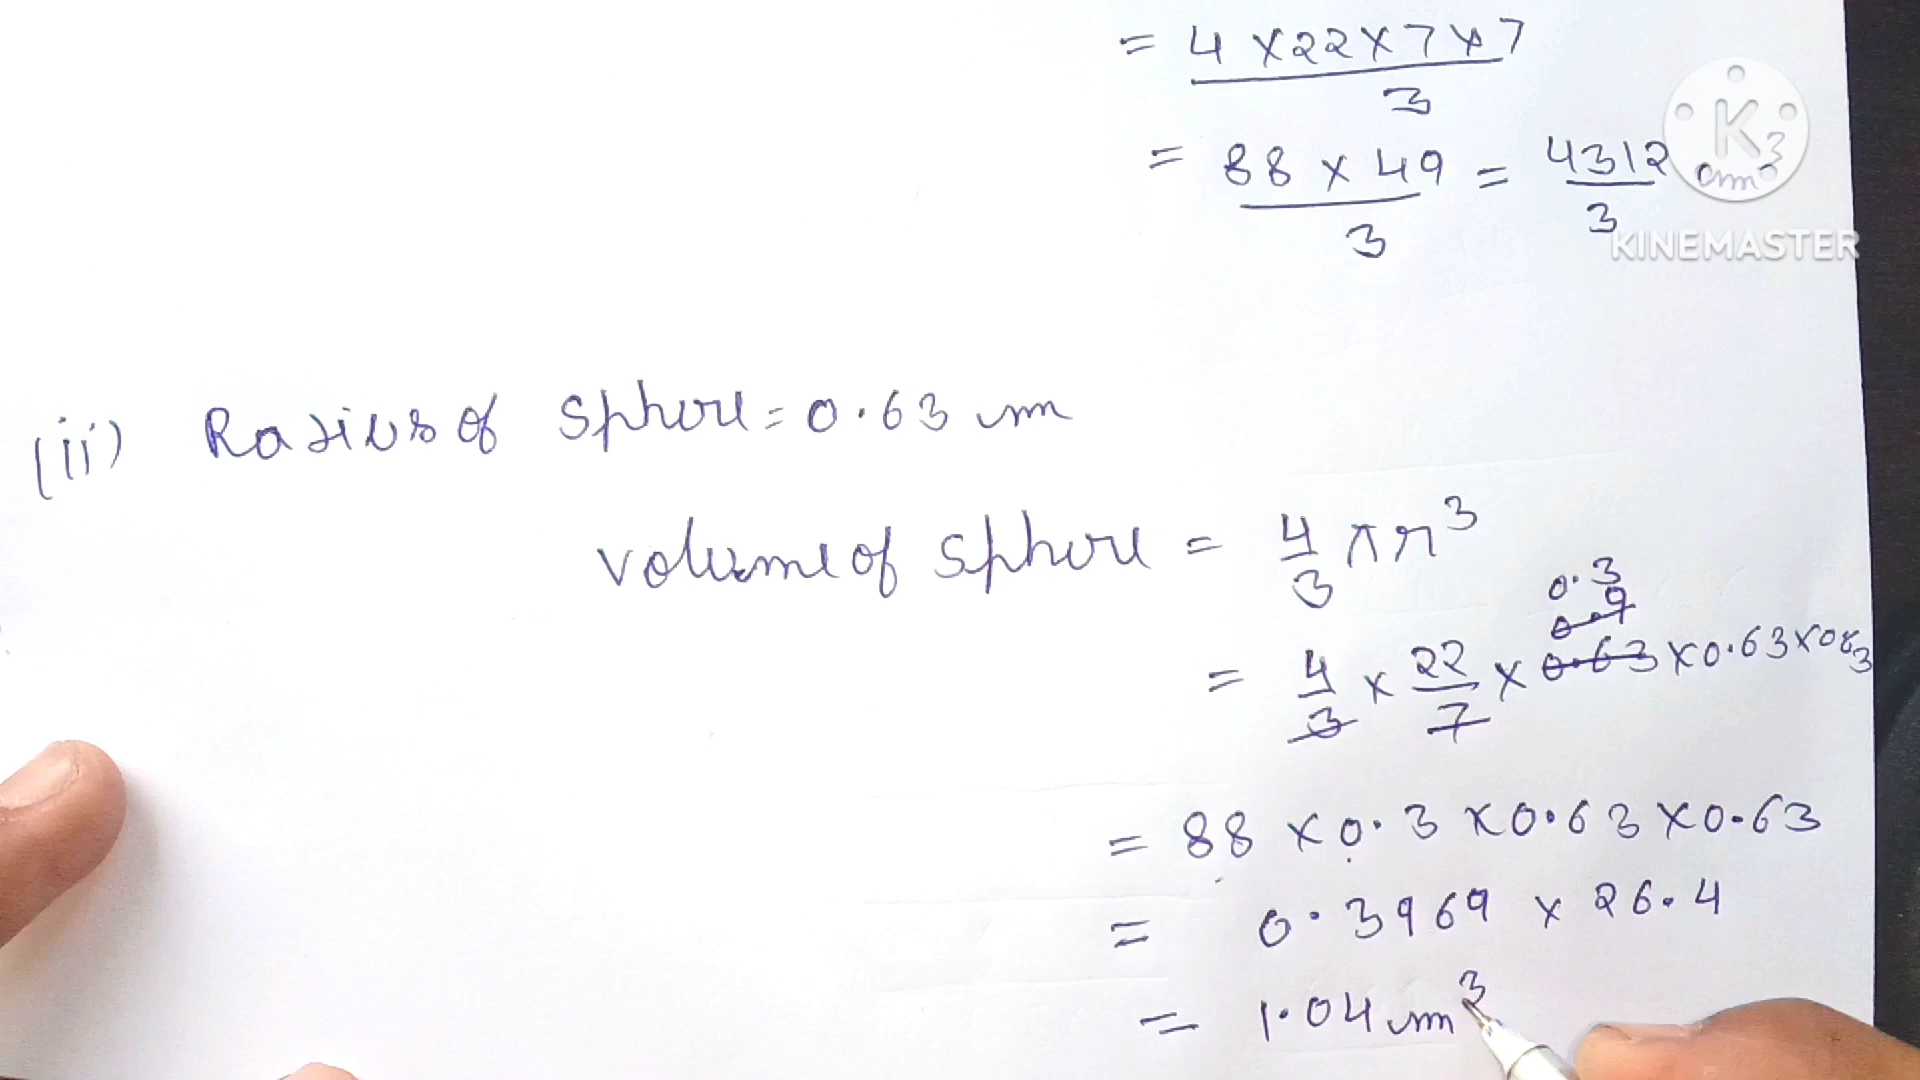 = 4 × 22 × 7 × 7
3
= 88 × 49 = 4312 cm³
3 3
K
KINEMASTER
(ii) Radius of Sphere = 0.63 cm
volume of sphere = 4/3 πr³
0.3
0.9
= 4/3 × 22/7 × 0.63 × 0.63 × 0.63
= 88 × 0.3 × 0.63 × 0.63
= 0.3969 × 26.4
= 1.04 cm³